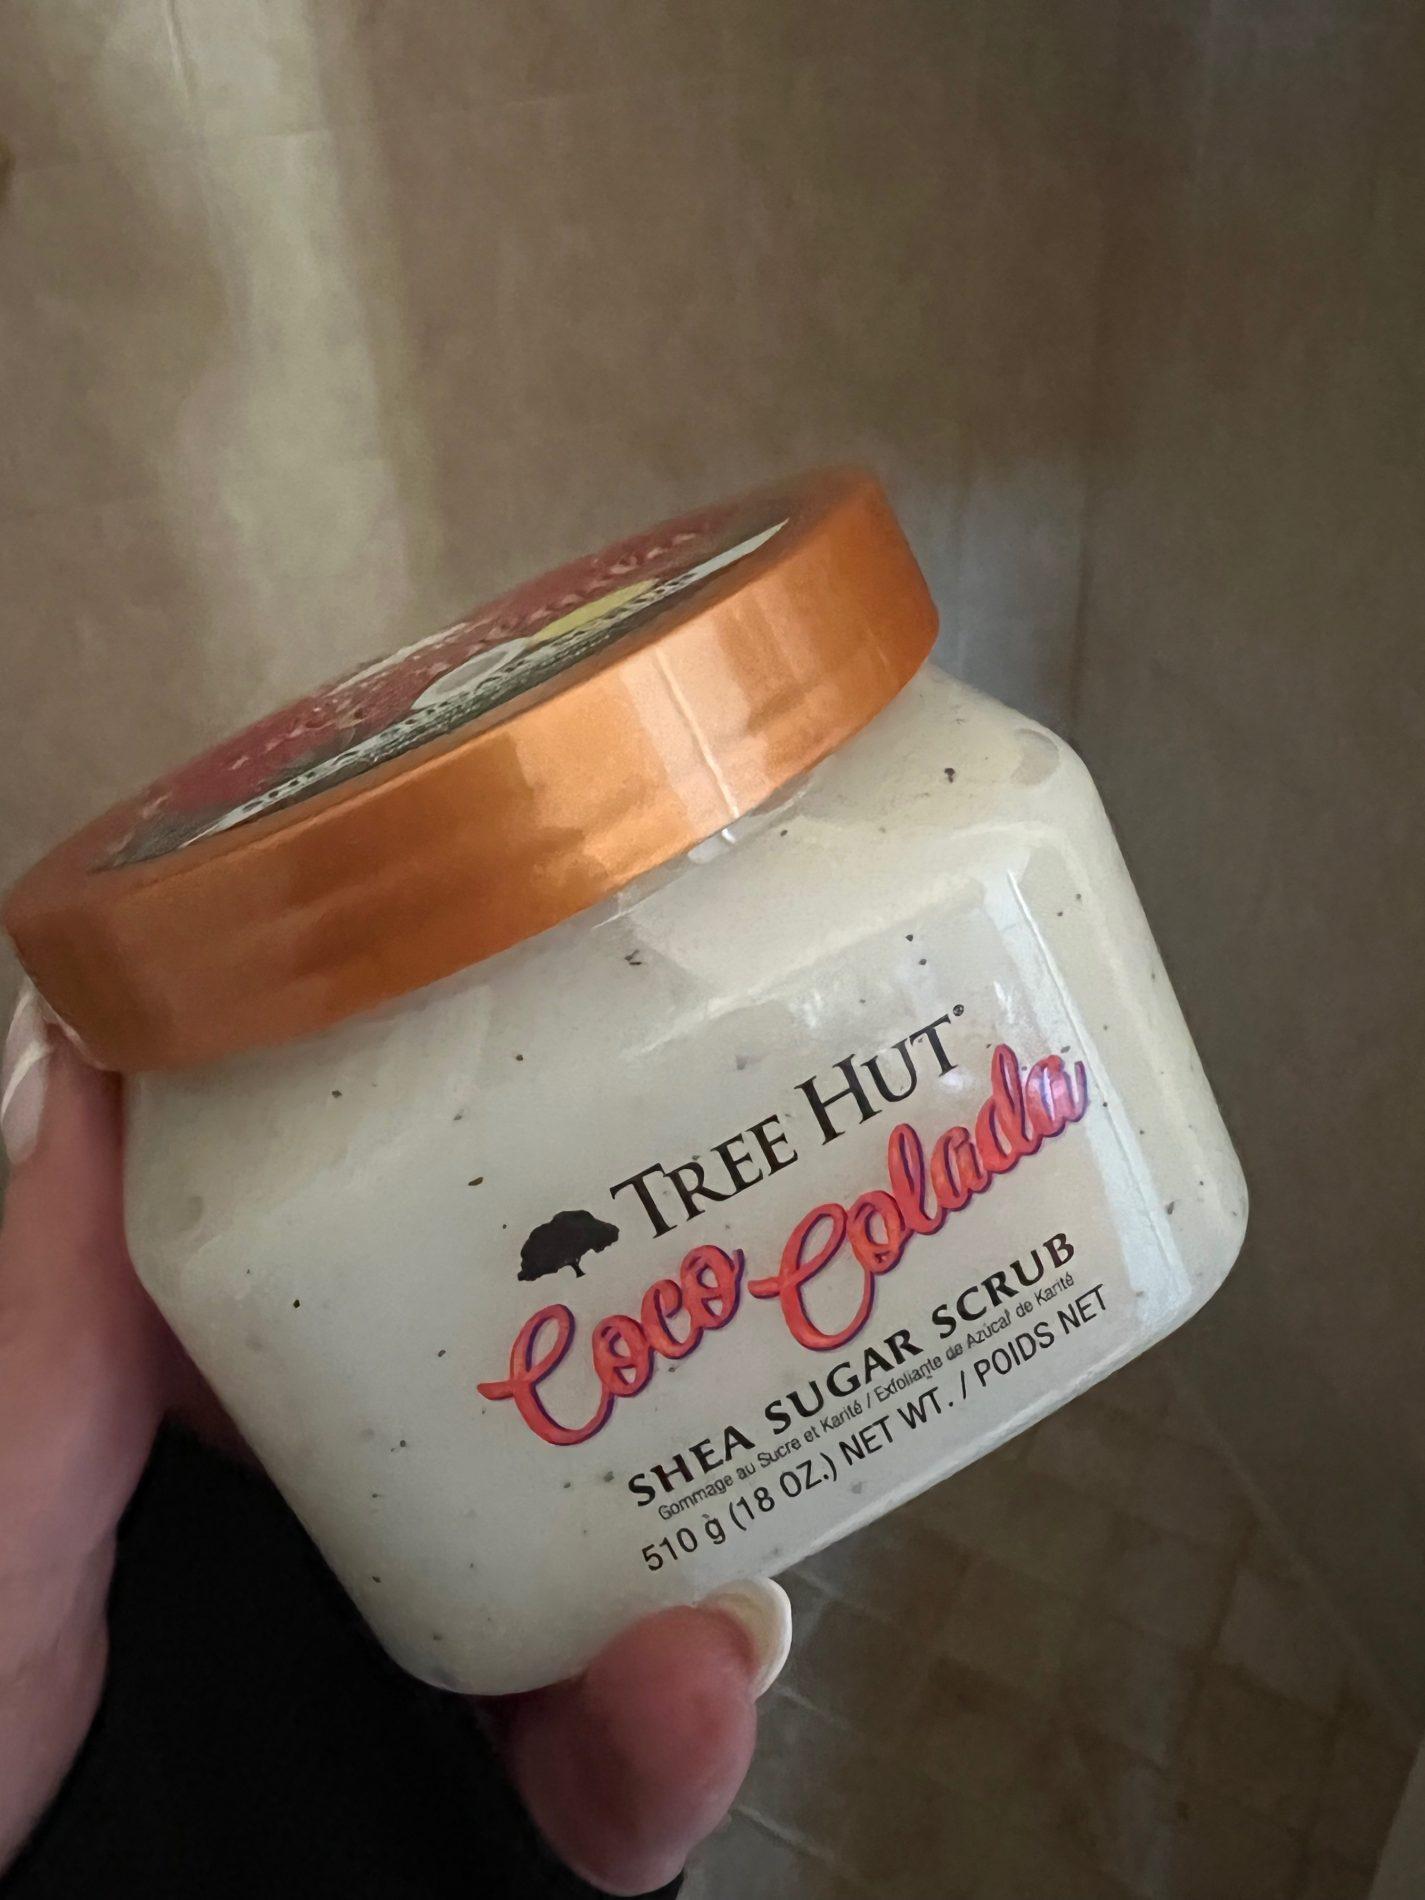 TREE HUT®
Coco Colada
SHEA SUGAR SCRUB
Gommage au Sucre et Karité / Exfoliante de Azúcar de Karité
510 g (18 OZ.) NET WT. / POIDS NET